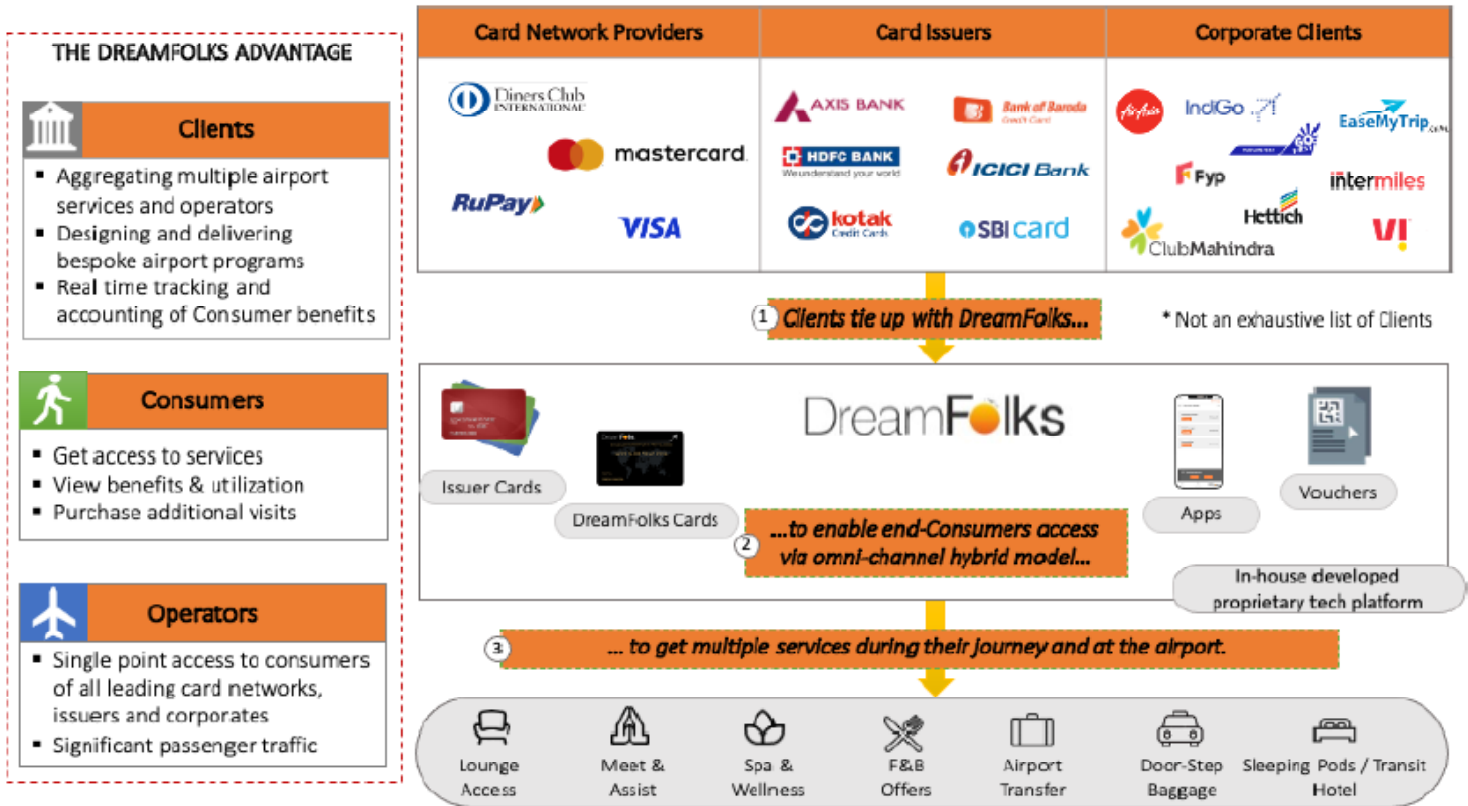 THE DREAMFOLKS ADVANTAGE
Clients
▪ Aggregating multiple airport
services and operators
▪ Designing and delivering
bespoke airport programs
▪ Real time tracking and
accounting of Consumer benefits
Consumers
▪ Get access to services
▪ View benefits & utilization
▪ Purchase additional visits
Operators
▪ Single point access to consumers
of all leading card networks,
issuers and corporates
▪ Significant passenger traffic
Card Network Providers
Diners Club
INTERNATIONAL
mastercard.
RuPay
VISA
Card Issuers
AXIS BANK
Bank of Baroda
Credit Card
HDFC BANK
We understand your world
ICICI Bank
kotak
Credit Cards
SBI card
Corporate Clients
AirAsia
IndiGo
EaseMyTrip.com
Fyp
intermiles
Hettich
ClubMahindra
VI
1 Clients tie up with DreamFolks...
* Not an exhaustive list of Clients
DreamFolks
Issuer Cards
DreamFolks Cards
Apps
Vouchers
2 ...to enable end-Consumers access
via omni-channel hybrid model...
In-house developed
proprietary tech platform
3 ... to get multiple services during their journey and at the airport.
Lounge
Access
Meet &
Assist
Spa &
Wellness
F&B
Offers
Airport
Transfer
Door-Step
Baggage
Sleeping Pods / Transit
Hotel